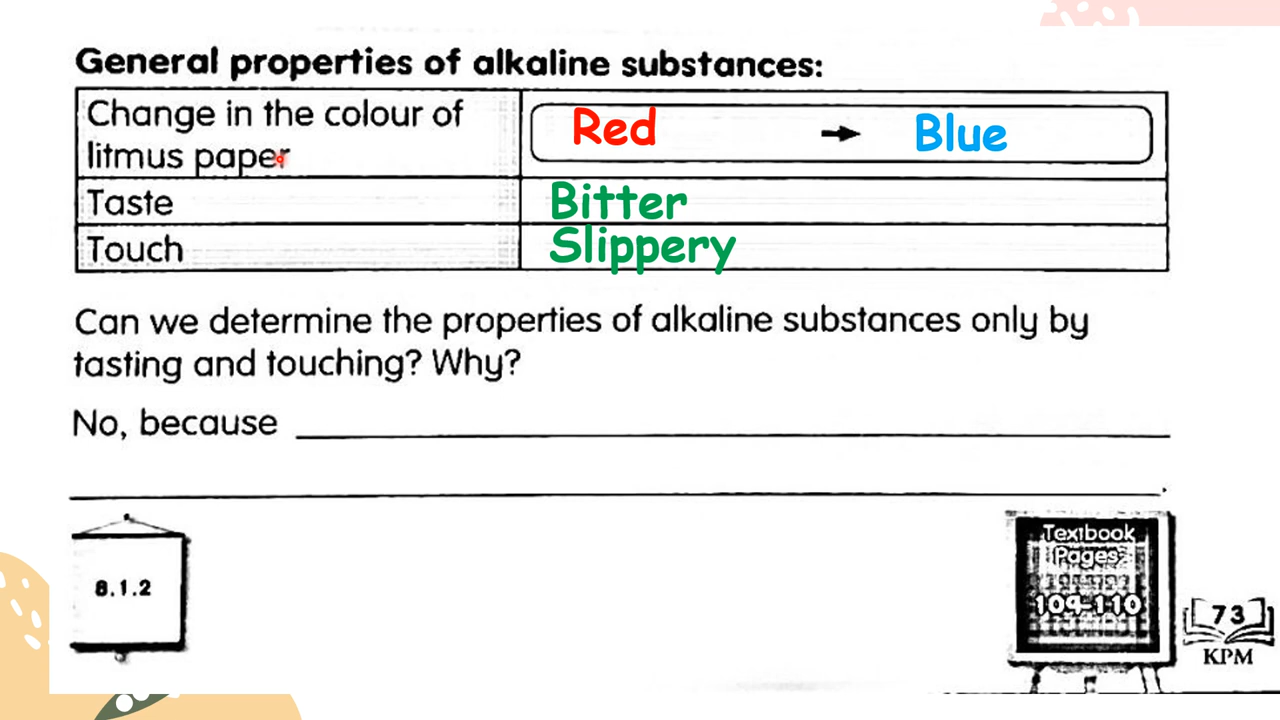 General properties of alkaline substances:
Change in the colour of
litmus paper
Red → Blue
Taste
Bitter
Touch
Slippery
Can we determine the properties of alkaline substances only by
tasting and touching? Why?
No, because
8.1.2
Textbook
Pages
109-110
73
KPM